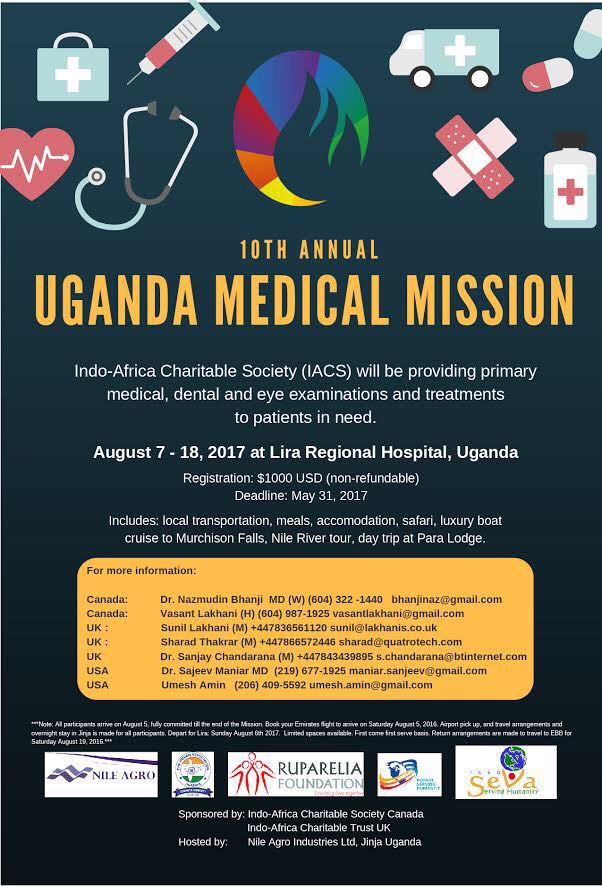 10TH ANNUAL
UGANDA MEDICAL MISSION
Indo-Africa Charitable Society (IACS) will be providing primary
medical, dental and eye examinations and treatments
to patients in need.
August 7 - 18, 2017 at Lira Regional Hospital, Uganda
Registration: $1000 USD (non-refundable)
Deadline: May 31, 2017
Includes: local transportation, meals, accomodation, safari, luxury boat
cruise to Murchison Falls, Nile River tour, day trip at Para Lodge.
For more information:
Canada: Dr. Nazmudin Bhanji MD (W) (604) 322 -1440 bhanjinaz@gmail.com
Canada: Vasant Lakhani (H) (604) 987-1925 vasantlakhani@gmail.com
UK : Sunil Lakhani (M) +447836561120 sunil@lakhanis.co.uk
UK : Sharad Thakrar (M) +447866572446 sharad@quatrotech.com
UK Dr. Sanjay Chandarana (M) +447843439895 s.chandarana@btinternet.com
USA Dr. Sajeev Maniar MD (219) 677-1925 maniar.sanjeev@gmail.com
USA Umesh Amin (206) 409-5592 umesh.amin@gmail.com
***Note: All participants arrive on August 5, fully committed till the end of the Mission. Book your Emirates flight to arrive on Saturday August 5, 2016. Airport pick up, and travel arrangements and
overnight stay in Jinja is made for all participants. Depart for Lira: Sunday August 6th 2017. Limited spaces available. First come first serve basis. Return arrangements are made to travel to EBB for
Saturday August 19, 2016.***
NILE AGRO
RUPARELIA
FOUNDATION
ROTARY
SERVING
HUMANITY
SeVa
Serving Humanity
Sponsored by: Indo-Africa Charitable Society Canada
Indo-Africa Charitable Trust UK
Hosted by: Nile Agro Industries Ltd, Jinja Uganda